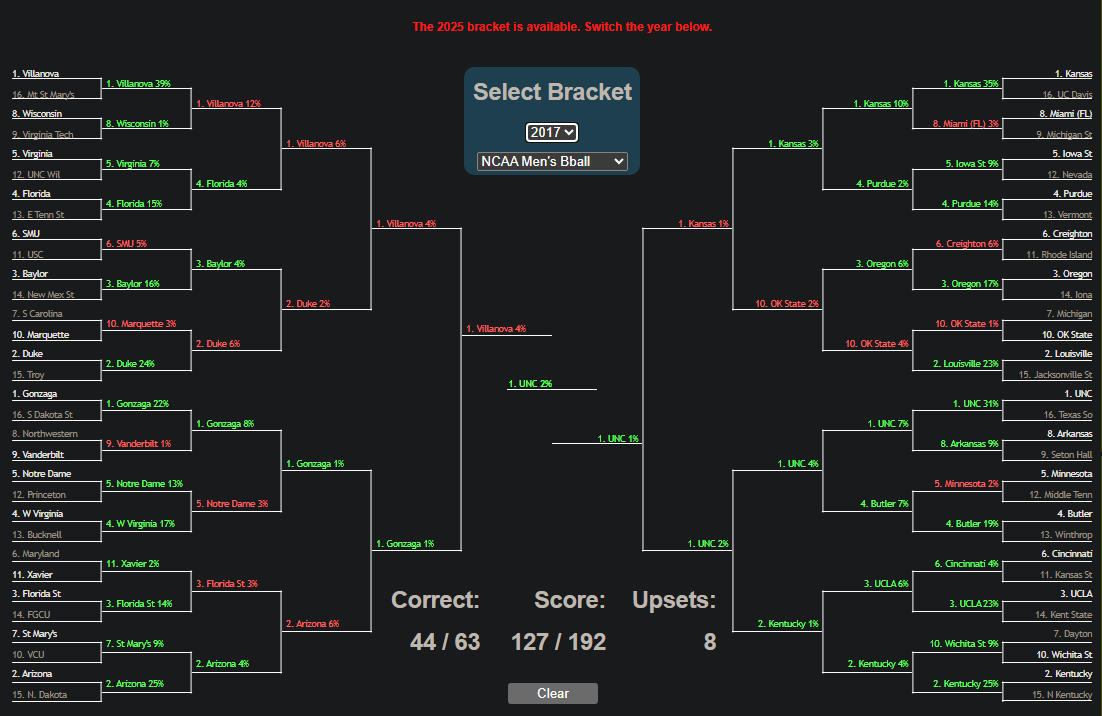 The 2025 bracket is available. Switch the year below.
Select Bracket
2017
NCAA Men's Bball
1. Villanova
16. Mt St Mary's
8. Wisconsin
9. Virginia Tech
5. Virginia
12. UNC Wil
4. Florida
13. E Tenn St
6. SMU
11. USC
3. Baylor
14. New Mex St
7. S Carolina
10. Marquette
2. Duke
15. Troy
1. Gonzaga
16. S Dakota St
8. Northwestern
9. Vanderbilt
5. Notre Dame
12. Princeton
4. W Virginia
13. Bucknell
6. Maryland
11. Xavier
3. Florida St
14. FGCU
7. St Mary's
10. VCU
2. Arizona
15. N. Dakota
1. Villanova 39%
8. Wisconsin 1%
5. Virginia 7%
4. Florida 15%
6. SMU 5%
3. Baylor 16%
10. Marquette 3%
2. Duke 24%
1. Gonzaga 22%
9. Vanderbilt 1%
5. Notre Dame 13%
4. W Virginia 17%
11. Xavier 2%
3. Florida St 14%
7. St Mary's 9%
2. Arizona 25%
1. Villanova 12%
4. Florida 4%
3. Baylor 4%
2. Duke 6%
1. Gonzaga 8%
5. Notre Dame 3%
3. Florida St 3%
2. Arizona 4%
1. Villanova 6%
2. Duke 2%
1. Gonzaga 1%
2. Arizona 6%
1. Villanova 4%
1. Gonzaga 1%
1. Villanova 4%
1. UNC 2%
1. UNC 1%
1. Kansas 1%
1. UNC 2%
1. Kansas 3%
10. OK State 2%
1. UNC 4%
2. Kentucky 1%
1. Kansas 10%
4. Purdue 2%
3. Oregon 6%
10. OK State 4%
1. UNC 7%
4. Butler 7%
3. UCLA 6%
2. Kentucky 4%
1. Kansas 35%
8. Miami (FL) 3%
5. Iowa St 9%
4. Purdue 14%
6. Creighton 6%
3. Oregon 17%
10. OK State 1%
2. Louisville 23%
1. UNC 31%
8. Arkansas 9%
5. Minnesota 2%
4. Butler 19%
6. Cincinnati 4%
3. UCLA 23%
10. Wichita St 9%
2. Kentucky 25%
1. Kansas
16. UC Davis
8. Miami (FL)
9. Michigan St
5. Iowa St
12. Nevada
4. Purdue
13. Vermont
6. Creighton
11. Rhode Island
3. Oregon
14. Iona
7. Michigan
10. OK State
2. Louisville
15. Jacksonville St
1. UNC
16. Texas So
8. Arkansas
9. Seton Hall
5. Minnesota
12. Middle Tenn
4. Butler
13. Winthrop
6. Cincinnati
11. Kansas St
3. UCLA
14. Kent State
7. Dayton
10. Wichita St
2. Kentucky
15. N Kentucky
Correct: Score: Upsets:
44 / 63 127 / 192 8
Clear